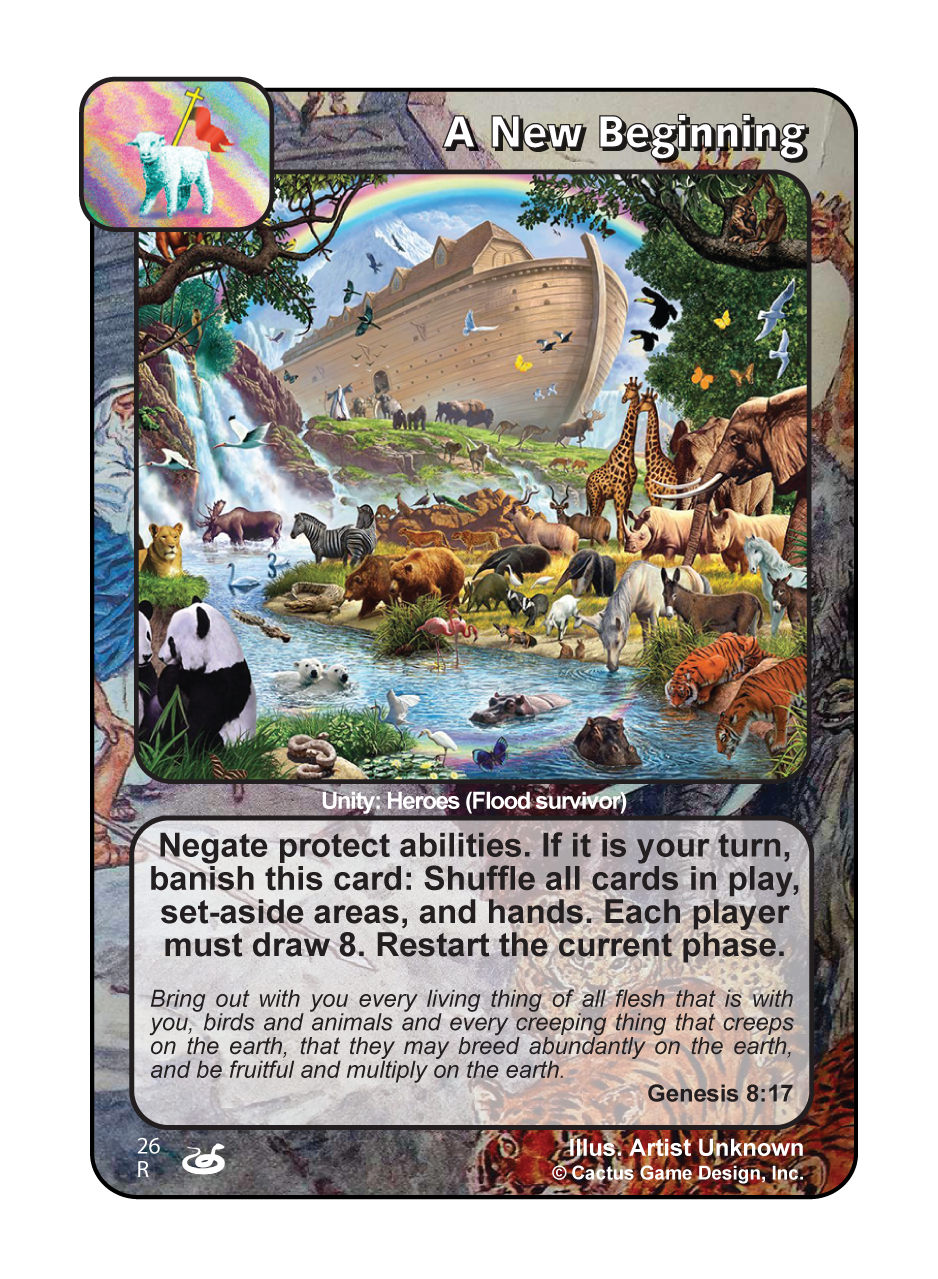 A New Beginning
Unity: Heroes (Flood survivor)
Negate protect abilities. If it is your turn,
banish this card: Shuffle all cards in play,
set-aside areas, and hands. Each player
must draw 8. Restart the current phase.
Bring out with you every living thing of all flesh that is with
you, birds and animals and every creeping thing that creeps
on the earth, that they may breed abundantly on the earth,
and be fruitful and multiply on the earth.
Genesis 8:17
26
R
Illus. Artist Unknown
© Cactus Game Design, Inc.